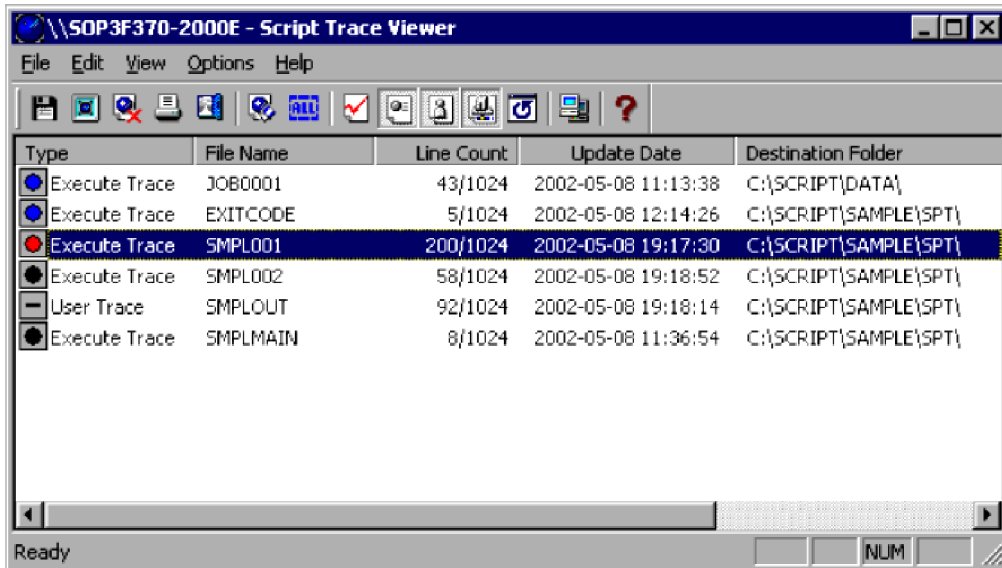 \\SOP3F370-2000E - Script Trace Viewer
File Edit View Options Help
ALL ?
Type File Name Line Count Update Date Destination Folder
Execute Trace JOB0001 43/1024 2002-05-08 11:13:38 C:\SCRIPT\DATA\
Execute Trace EXITCODE 5/1024 2002-05-08 12:14:26 C:\SCRIPT\SAMPLE\SPT\
Execute Trace SMPL001 200/1024 2002-05-08 19:17:30 C:\SCRIPT\SAMPLE\SPT\
Execute Trace SMPL002 58/1024 2002-05-08 19:18:52 C:\SCRIPT\SAMPLE\SPT\
User Trace SMPLOUT 92/1024 2002-05-08 19:18:14 C:\SCRIPT\SAMPLE\SPT\
Execute Trace SMPLMAIN 8/1024 2002-05-08 11:36:54 C:\SCRIPT\SAMPLE\SPT\
Ready NUM